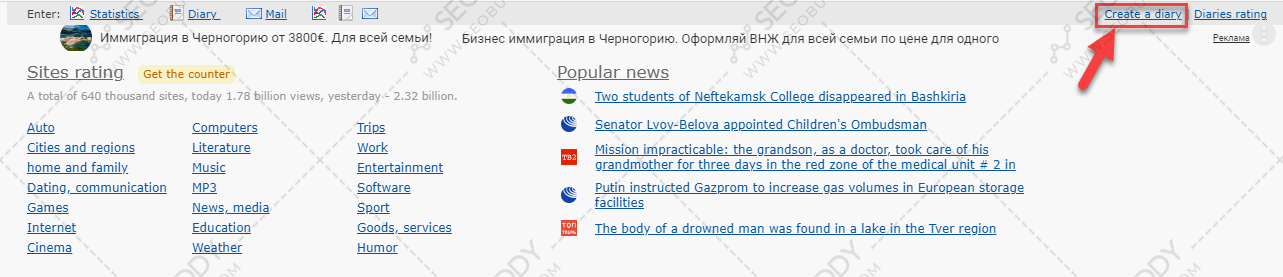 Enter: Statistics Diary Mail Create a diary Diaries rating
Иммиграция в Черногорию от 3800€. Для всей семьи! Бизнес иммиграция в Черногорию. Оформляй ВНЖ для всей семьи по цене для одного Реклама
Sites rating Get the counter
A total of 640 thousand sites, today 1.78 billion views, yesterday - 2.32 billion.
Auto Computers Trips
Cities and regions Literature Work
home and family Music Entertainment
Dating, communication MP3 Software
Games News, media Sport
Internet Education Goods, services
Cinema Weather Humor
Popular news
Two students of Neftekamsk College disappeared in Bashkiria
Senator Lvov-Belova appointed Children's Ombudsman
ТВ2
Mission impracticable: the grandson, as a doctor, took care of his
grandmother for three days in the red zone of the medical unit # 2 in
Putin instructed Gazprom to increase gas volumes in European storage
facilities
ТОП
ТВЕРЬ
The body of a drowned man was found in a lake in the Tver region